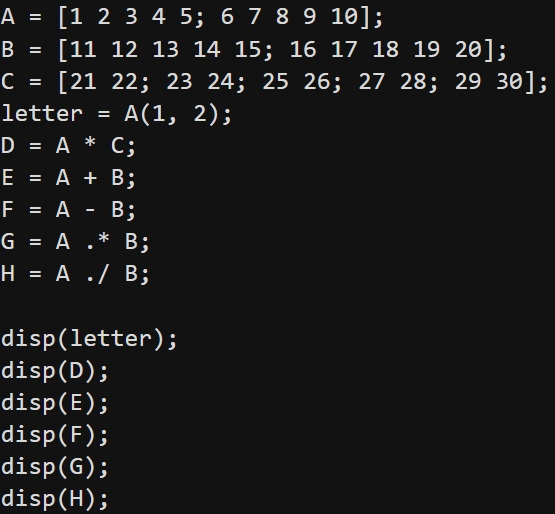 A = [1 2 3 4 5; 6 7 8 9 10];
B = [11 12 13 14 15; 16 17 18 19 20];
C = [21 22; 23 24; 25 26; 27 28; 29 30];
letter = A(1, 2);
D = A * C;
E = A + B;
F = A - B;
G = A .* B;
H = A ./ B;

disp(letter);
disp(D);
disp(E);
disp(F);
disp(G);
disp(H);